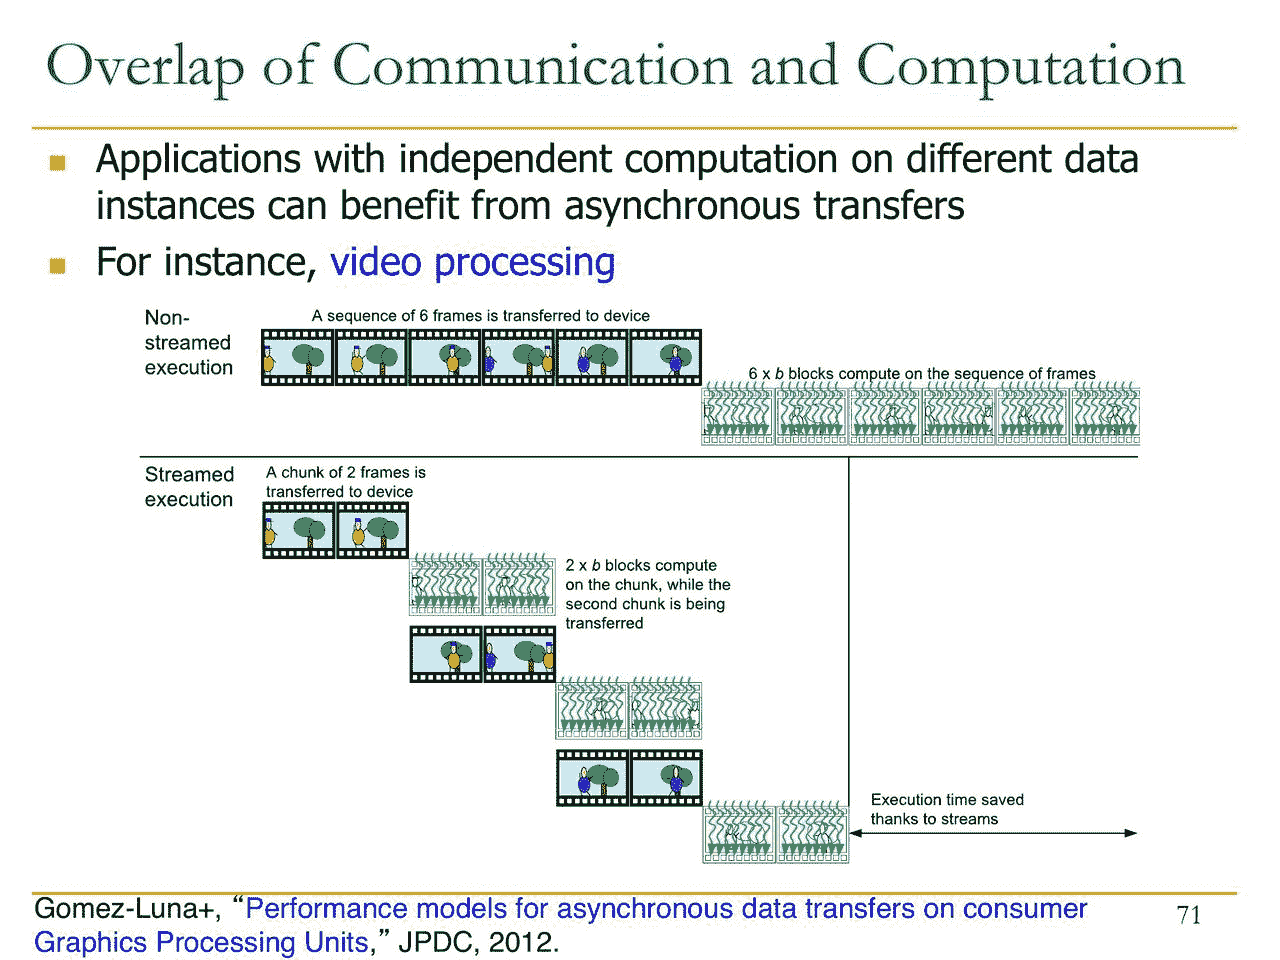 Overlap of Communication and Computation
Applications with independent computation on different data
instances can benefit from asynchronous transfers
For instance, video processing
Non-
streamed
execution
A sequence of 6 frames is transferred to device
6 x b blocks compute on the sequence of frames
Streamed
execution
A chunk of 2 frames is
transferred to device
2 x b blocks compute
on the chunk, while the
second chunk is being
transferred
Execution time saved
thanks to streams
Gomez-Luna+, “Performance models for asynchronous data transfers on consumer
Graphics Processing Units,” JPDC, 2012.
71